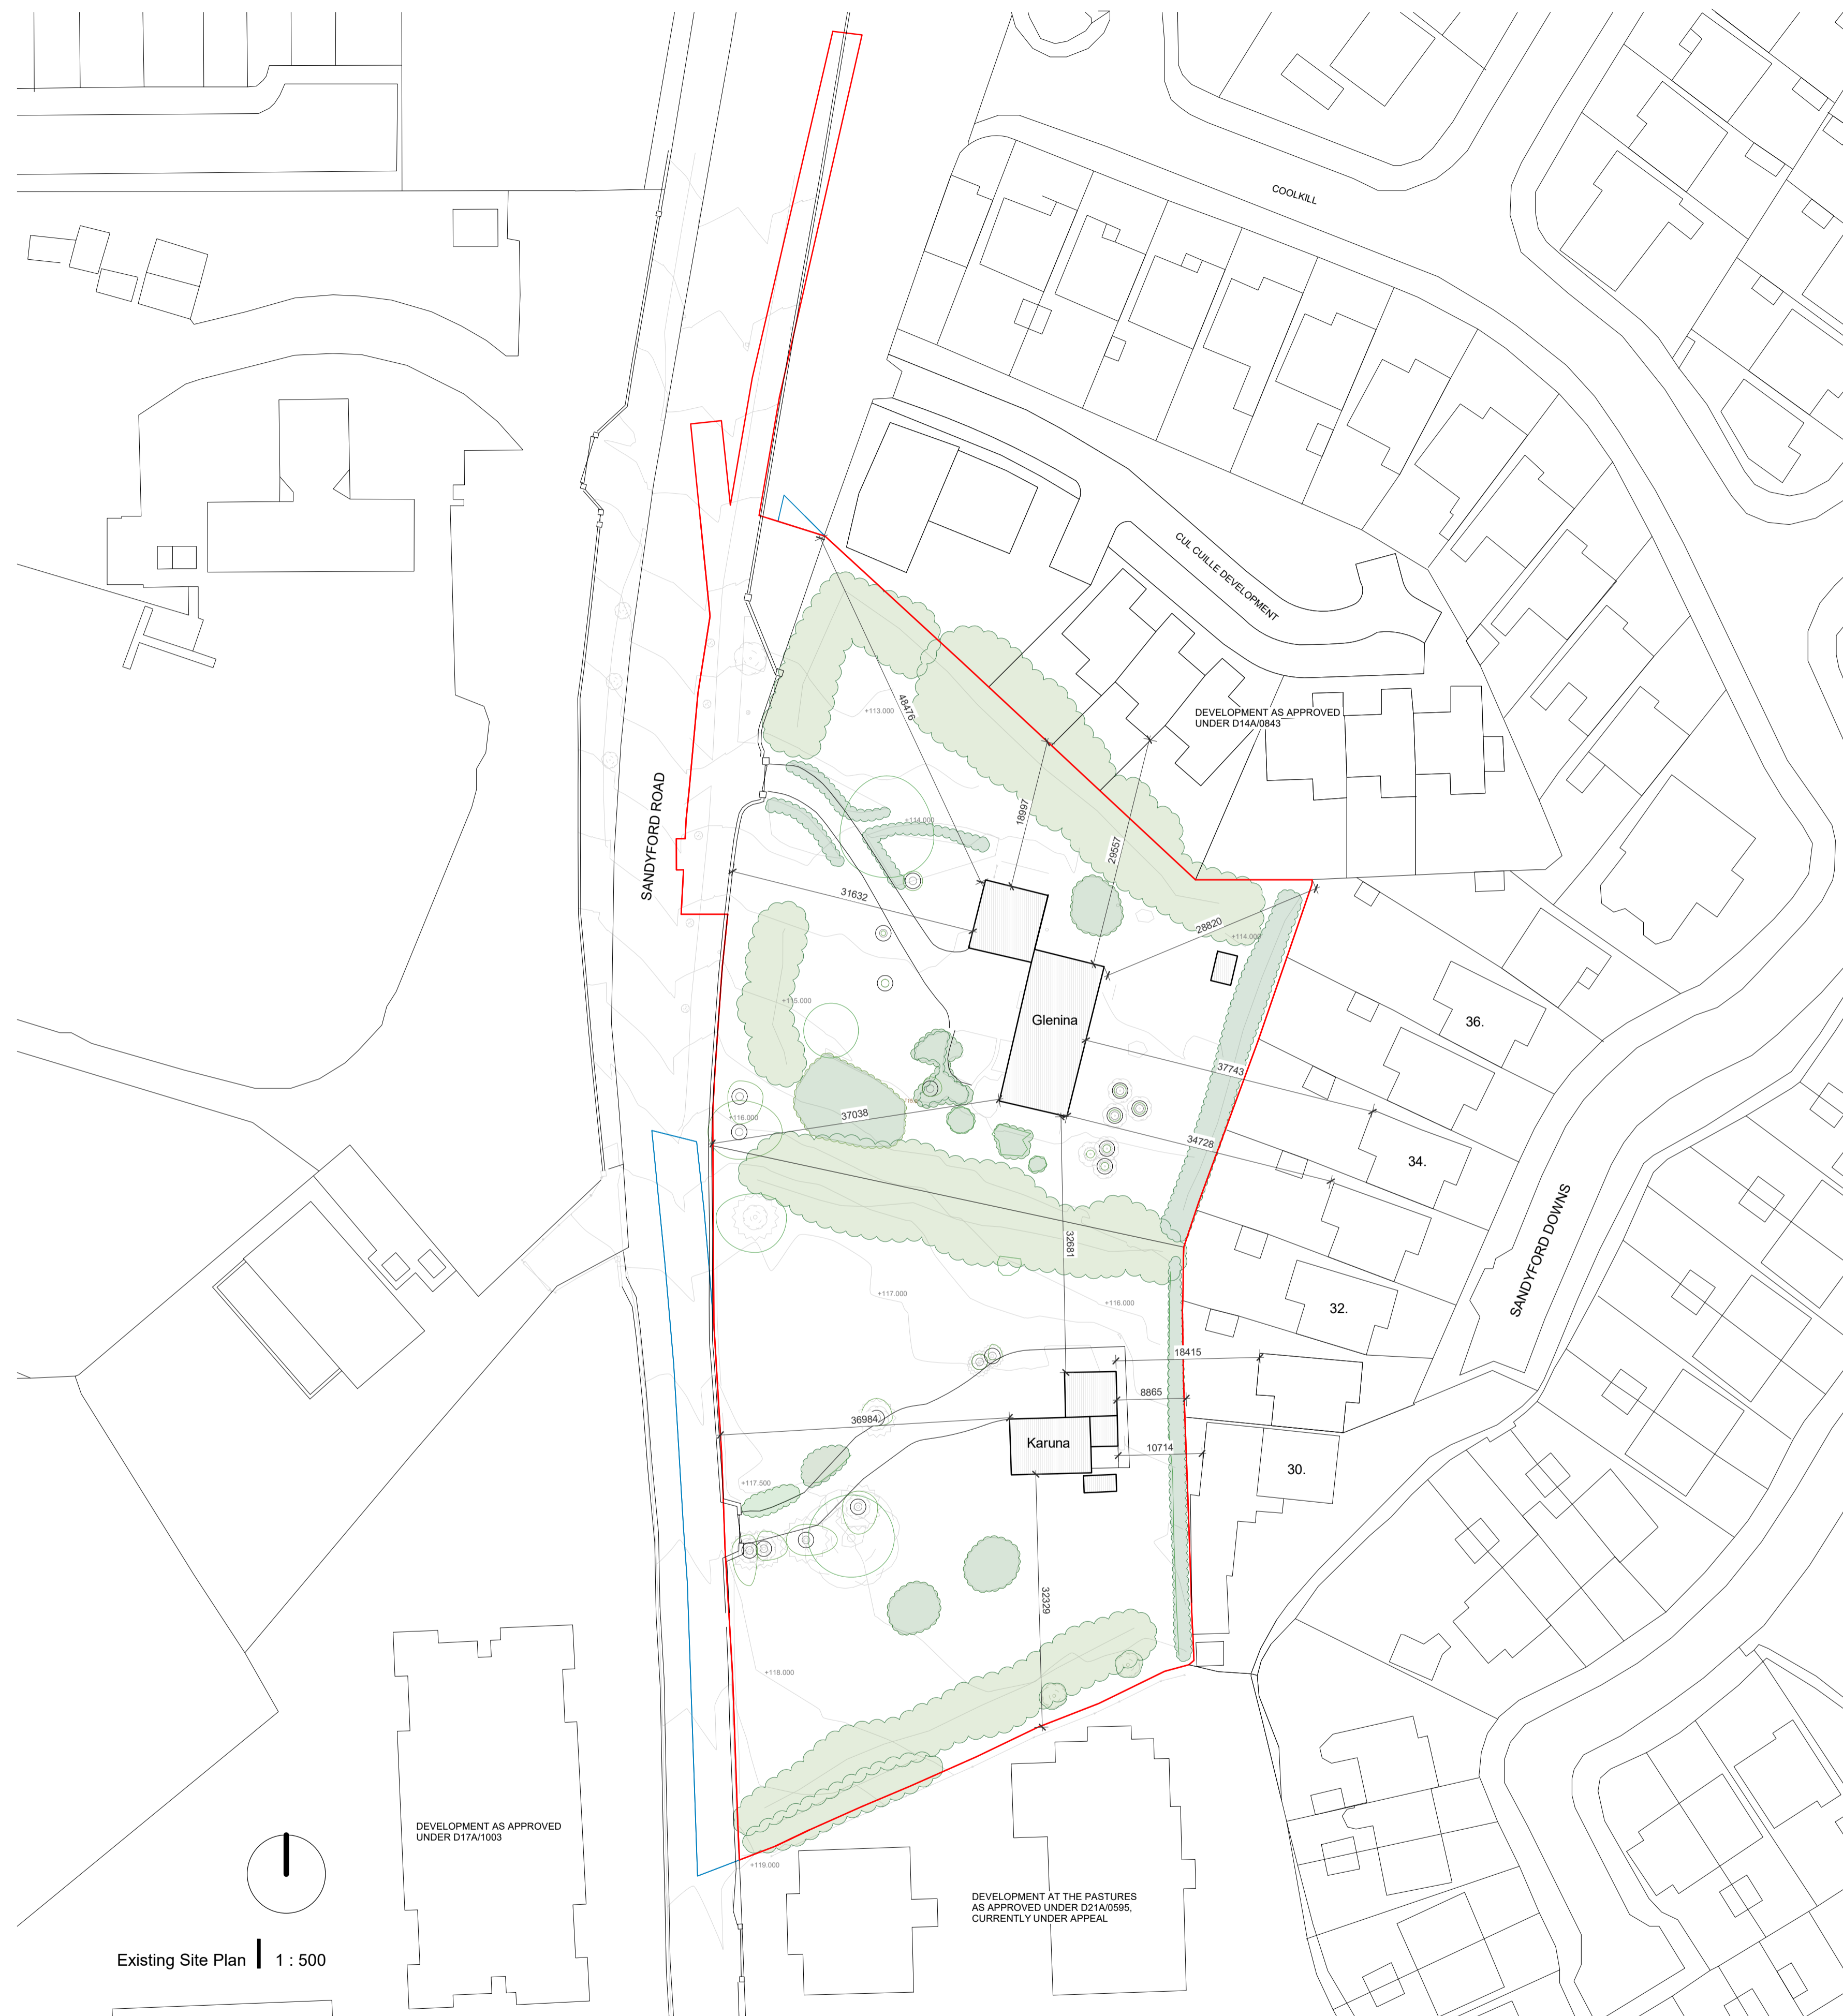 COOLKILL
CUL CUILLE DEVELOPMENT
DEVELOPMENT AS APPROVED
UNDER D14A/0843
+113.000
48476
SANDYFORD ROAD
18997
+114.000
29557
31632
28820
+114.000
+115.000
Glenina
36.
37743
37038
+116.000
34728
34.
SANDYFORD DOWNS
32681
+117.000
+116.000
32.
18415
8865
36984
Karuna
10714
30.
+117.500
32329
+118.000
DEVELOPMENT AS APPROVED
UNDER D17A/1003
+119.000
DEVELOPMENT AT THE PASTURES
AS APPROVED UNDER D21A/0595,
CURRENTLY UNDER APPEAL
Existing Site Plan 1 : 500